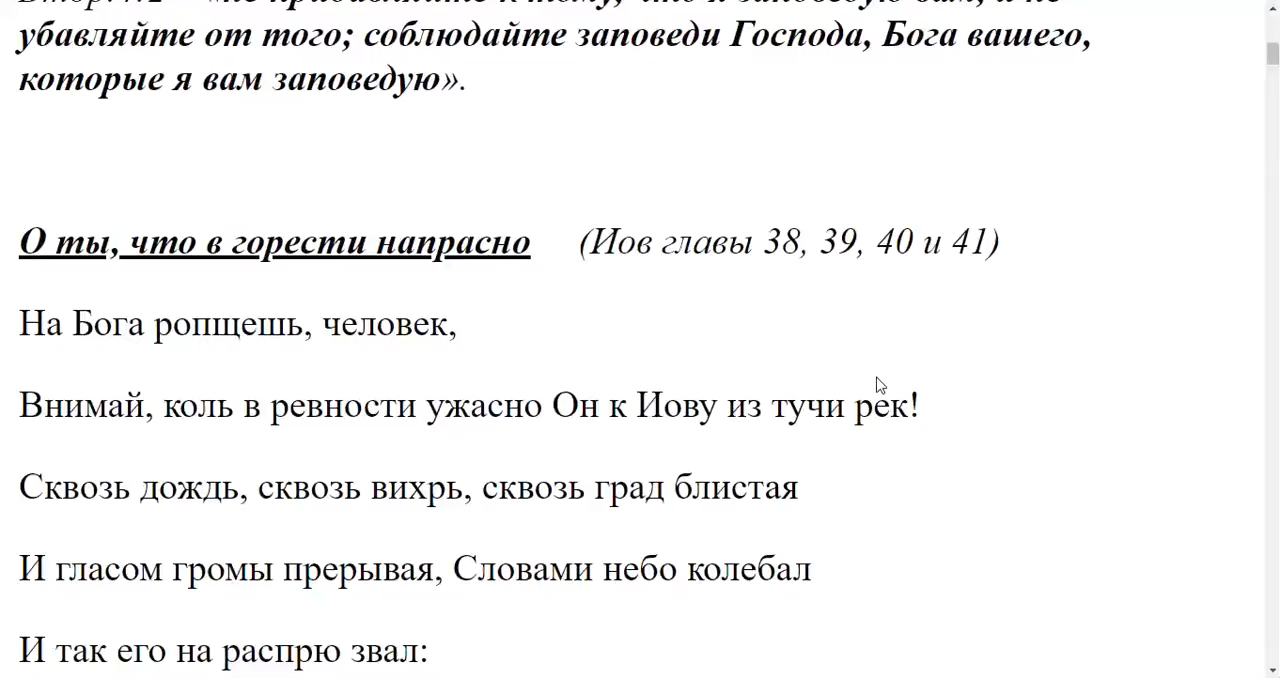 убавляйте от того; соблюдайте заповеди Господа, Бога вашего,
которые я вам заповедую».
О ты, что в горести напрасно (Иов главы 38, 39, 40 и 41)
На Бога ропщешь, человек,
Внимай, коль в ревности ужасно Он к Иову из тучи рек!
Сквозь дождь, сквозь вихрь, сквозь град блистая
И гласом громы прерывая, Словами небо колебал
И так его на распрю звал: